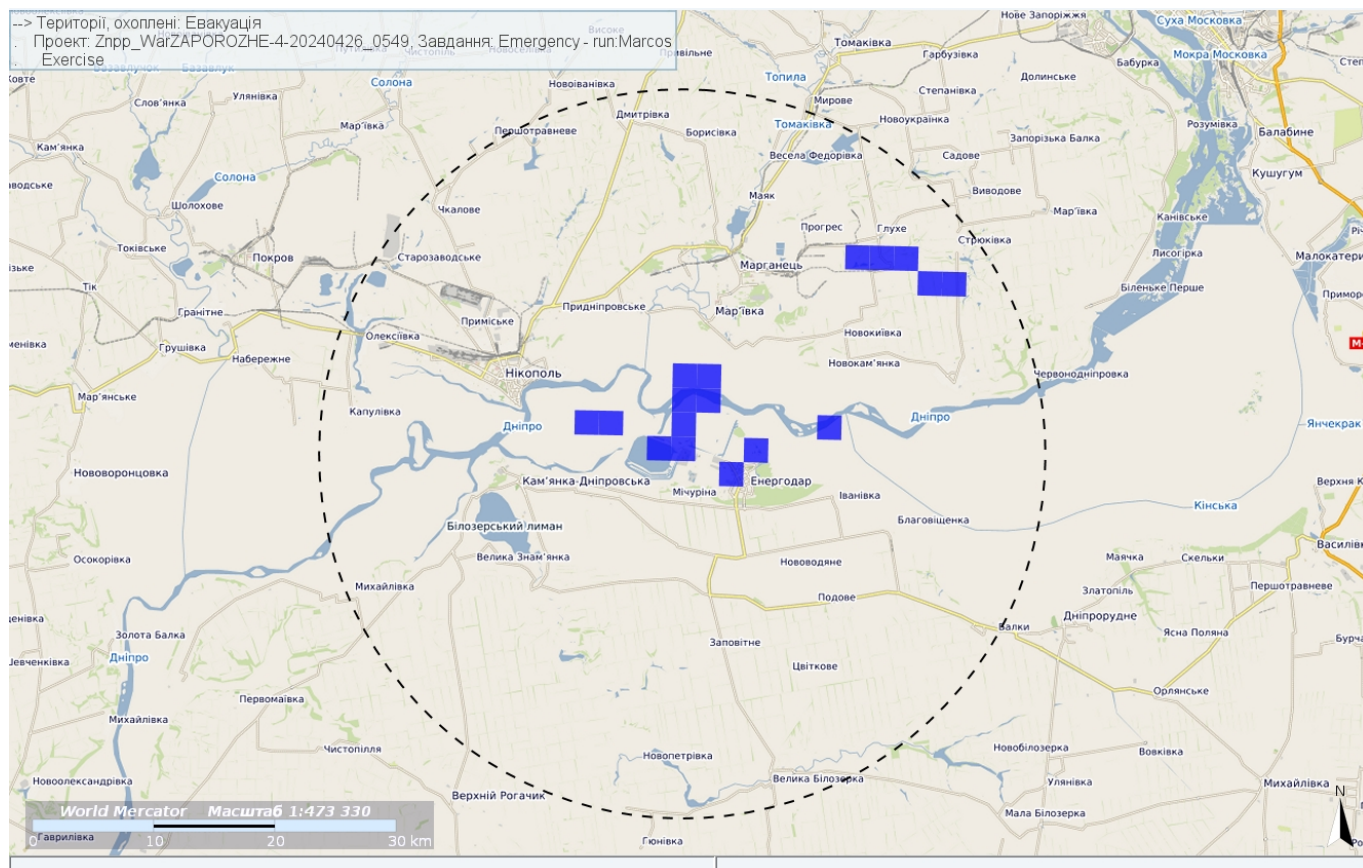 --> Території, охоплені: Евакуація
. Проект: Znpp_WarZAPOROZHE-4-20240426_0549, Завдання: Emergency - run:Marcos
. Exercise
Нове Запоріжжя
Суха Московка
Томаківка
Гарбузівка
Бабурка
Мокра Московка
Солона
Топила
Долинське
Новоіванівка
Степанівка
Слов'янка
Улянівка
Мирове
Дмитрівка
Томаківка
Новоукраїнка
Розумівка
Мар'ївка
Першотравневе
Борисівка
Запорізька Балка
Балабине
Кам'янка
Весела Федорівка
Садове
Солона
Кушугум
Виводове
Шолохове
Чкалове
Маяк
Мар'ївка
Канівське
Прогрес
Глухе
Токівське
Стрюківка
Покров
Старозаводське
Марганець
Лисогірка
Малокатери
Тік
Біленьке Перше
Примор
Гранітне
Придніпровське
Мар'ївка
Приміське
Олексіївка
Новокиївка
менівка
Грушівка
Набережне
М-
Новокам'янка
Нікополь
Червонодніпровка
Мар'янське
Капулівка
Дніпро
Дніпро
Янчекрак
Нововоронцовка
Кам'янка-Дніпровська
Енергодар
Мічуріна
Іванівка
Верхня К
Кінська
Білозерський лиман
Благовіщенка
Василівк
Осокорівка
Велика Знам'янка
Нововодяне
Маячка
Скельки
Михайлівка
Златопіль
Першотравневе
Подове
Дніпрорудне
Золота Балка
Балки
Ясна Поляна
Заповітне
Дніпро
Цвіткове
Орлянське
Первомаївка
Михайлівка
Чистопілля
Новобілозерка
Вовківка
Новопетрівка
Новоолександрівка
Велика Білозерка
Улянівка
Михайлівка
Верхній Рогачик
N
World Mercator Масштаб 1:473 330
Мала Білозерка
0 10 20 30 km
Гаврилівка
Гюнівка